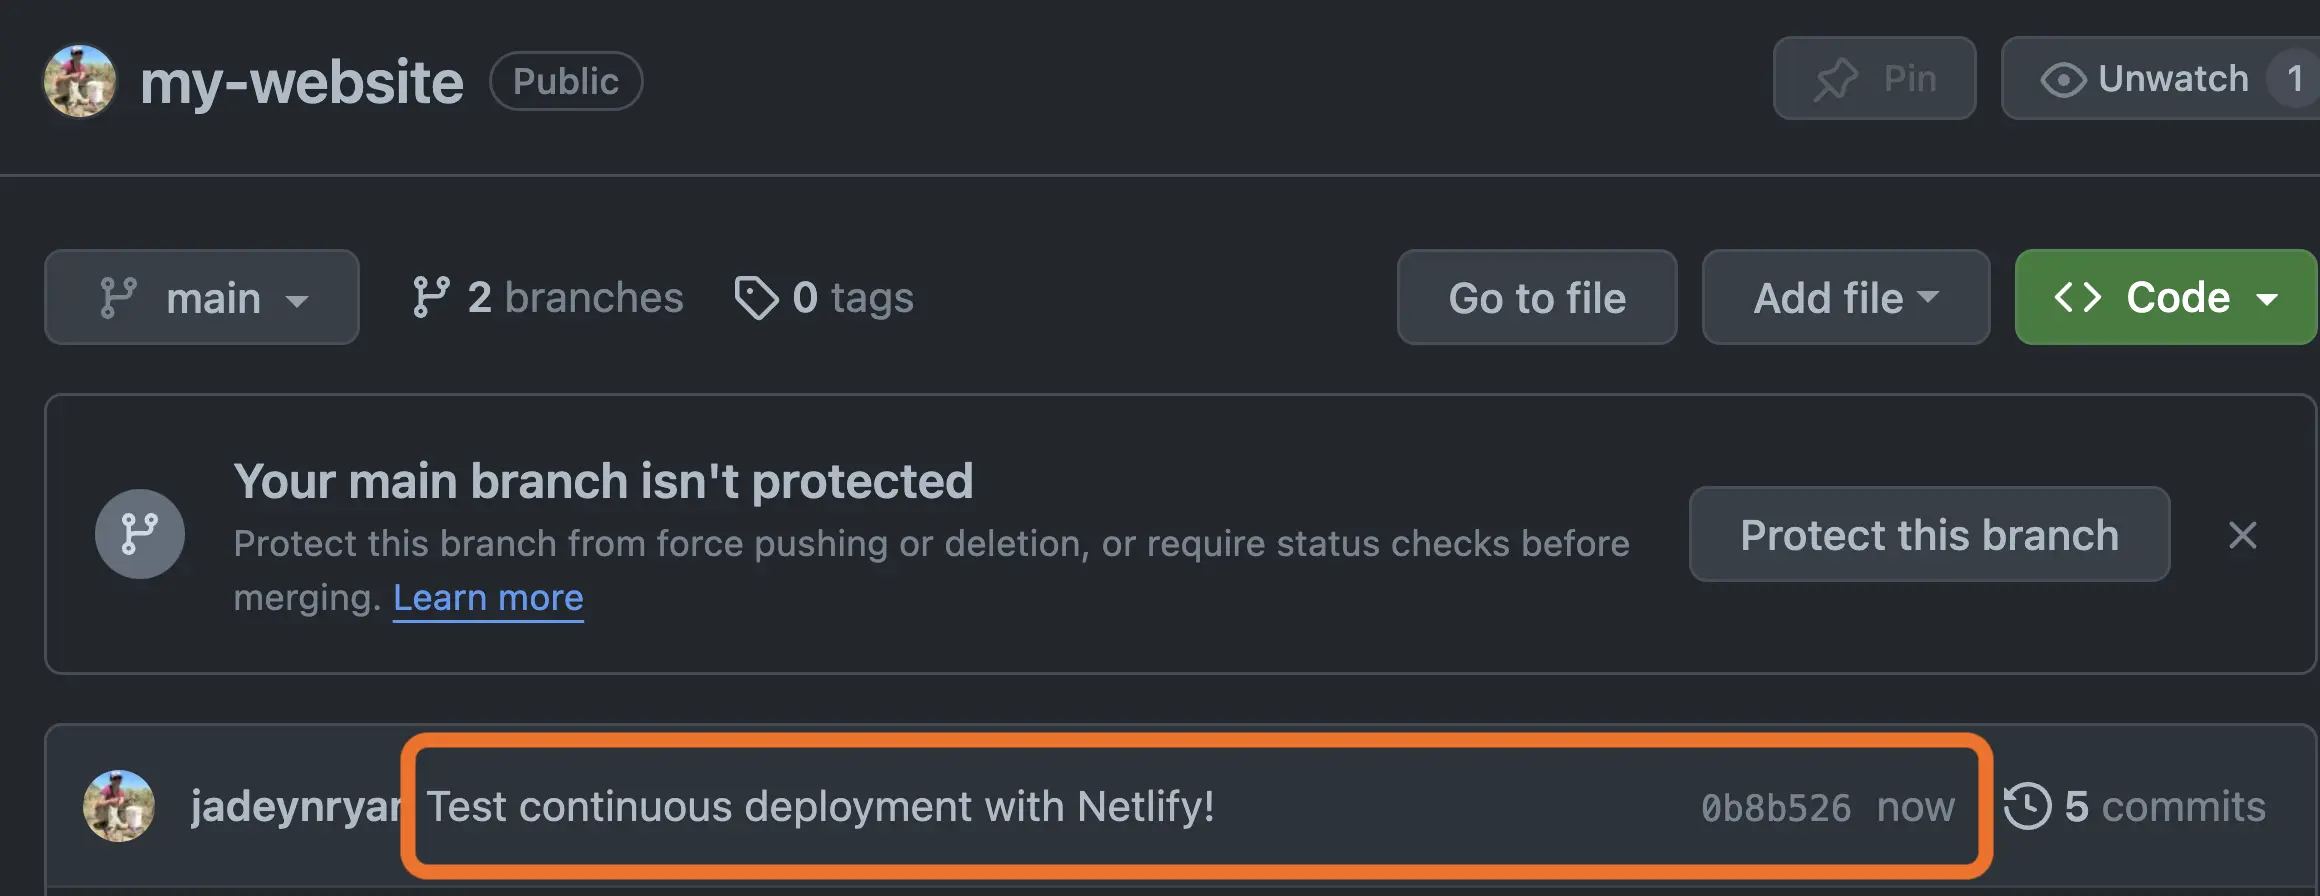 my-website Public Pin Unwatch 1
main 2 branches 0 tags Go to file Add file Code
Your main branch isn't protected
Protect this branch from force pushing or deletion, or require status checks before
merging. Learn more
Protect this branch
jadeynryan Test continuous deployment with Netlify! 0b8b526 now 5 commits